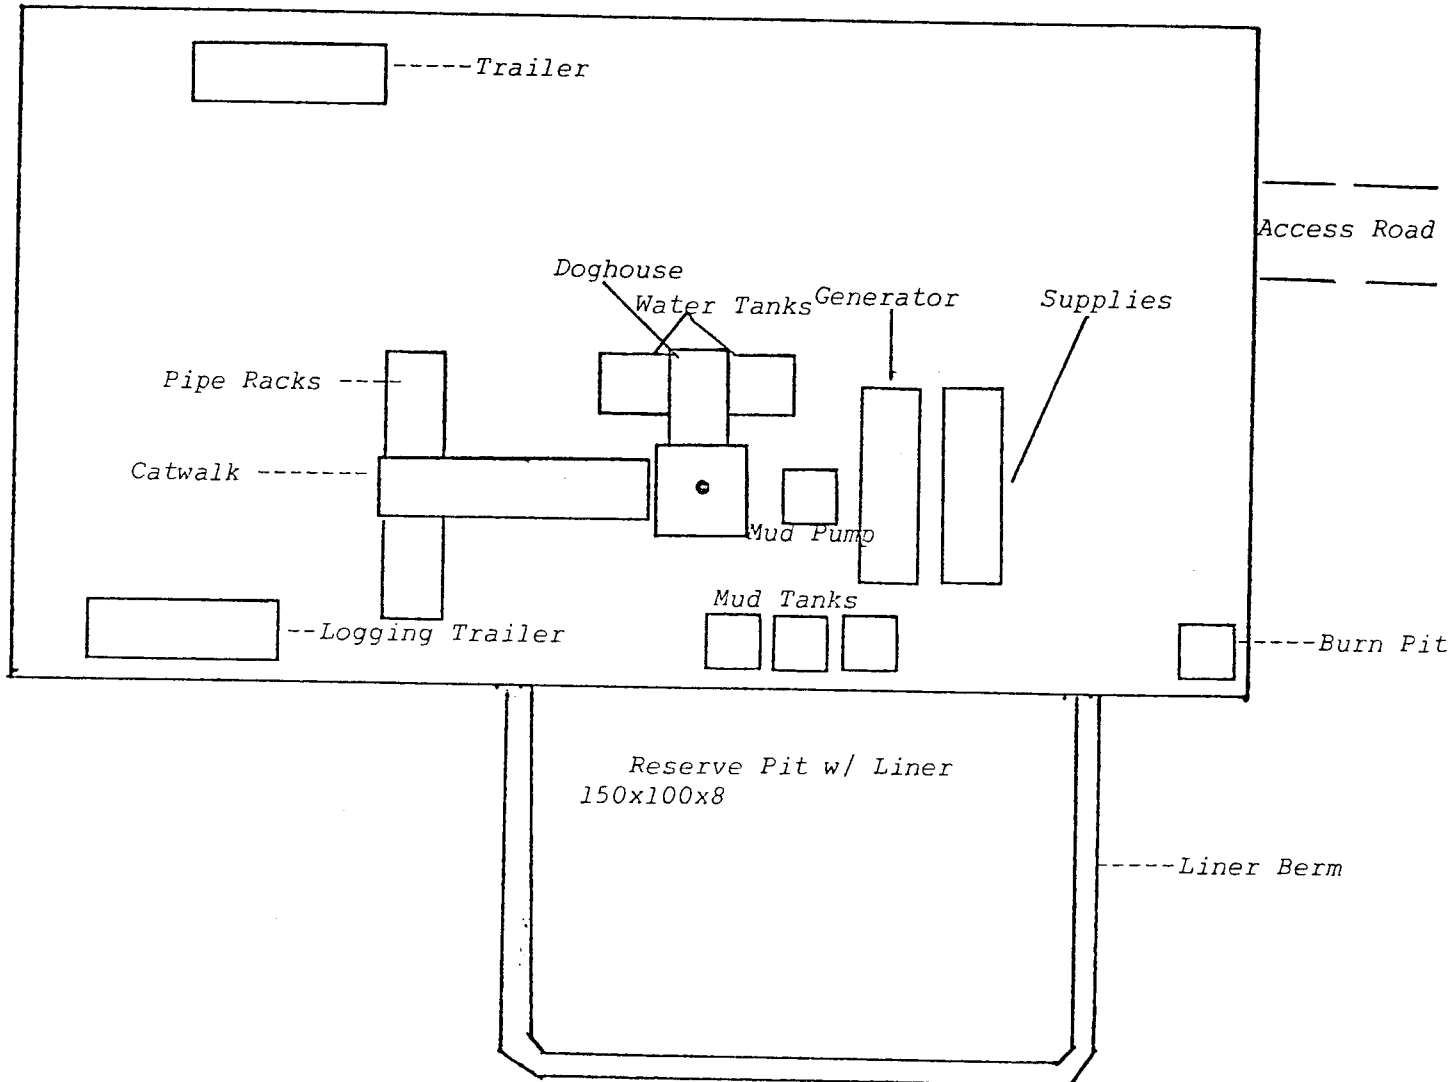 Trailer
Access Road
Doghouse
Water Tanks
Generator
Supplies
Pipe Racks
Catwalk
Mud Pump
Mud Tanks
Logging Trailer
Burn Pit
Reserve Pit w/ Liner
150x100x8
Liner Berm